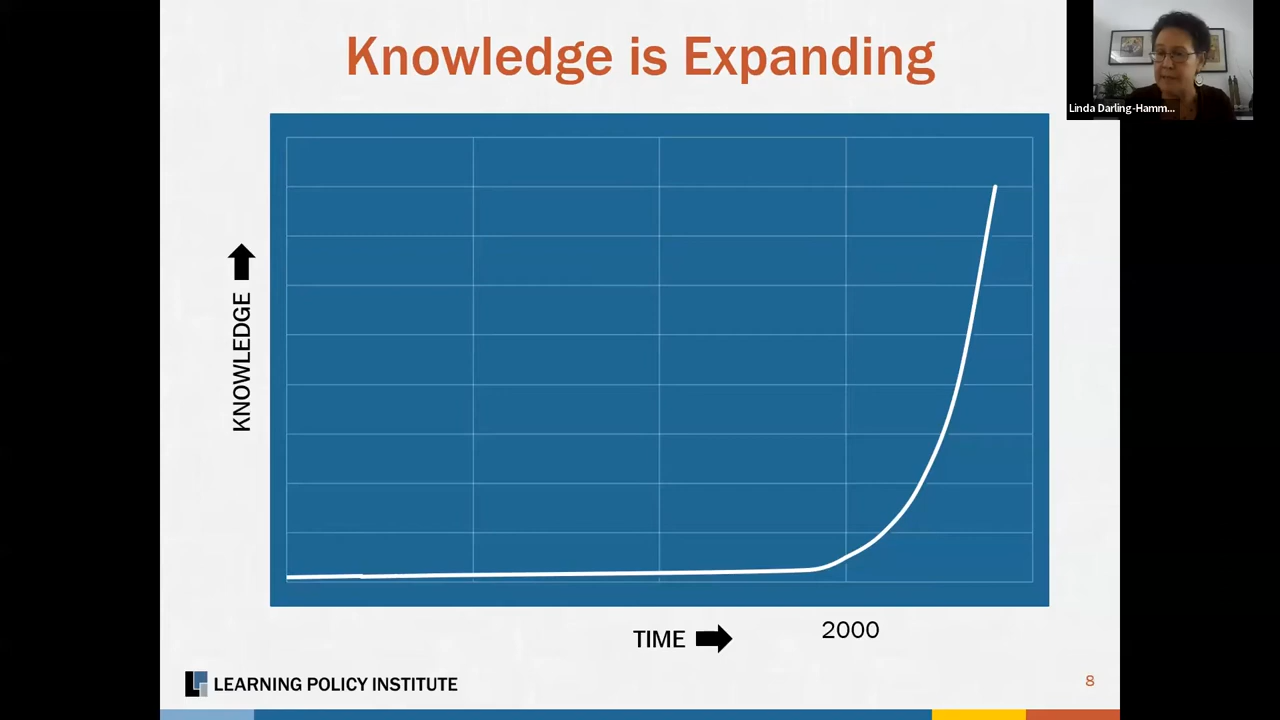 Knowledge is Expanding
Linda Darling-Hamm...
KNOWLEDGE
TIME
2000
LEARNING POLICY INSTITUTE
8